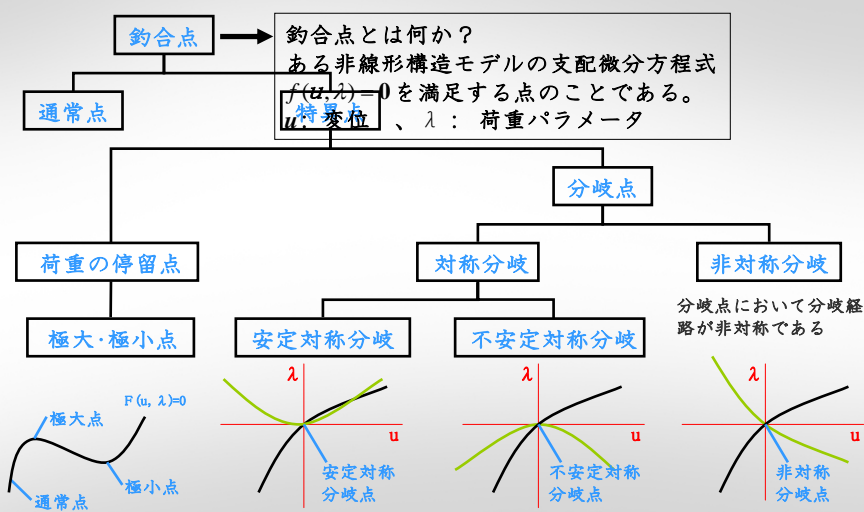 釣合点
釣合点とは何か？
ある非線形構造モデルの支配微分方程式
f(u,λ)=0を満足する点のことである。
u: 変位 、λ : 荷重パラメータ
通常点
特異点
分岐点
荷重の停留点
対称分岐
非対称分岐
分岐点において分岐経
路が非対称である
極大・極小点
安定対称分岐
不安定対称分岐
F(u, λ)=0
極大点
極小点
通常点
λ
u
安定対称
分岐点
λ
u
不安定対称
分岐点
λ
u
非対称
分岐点